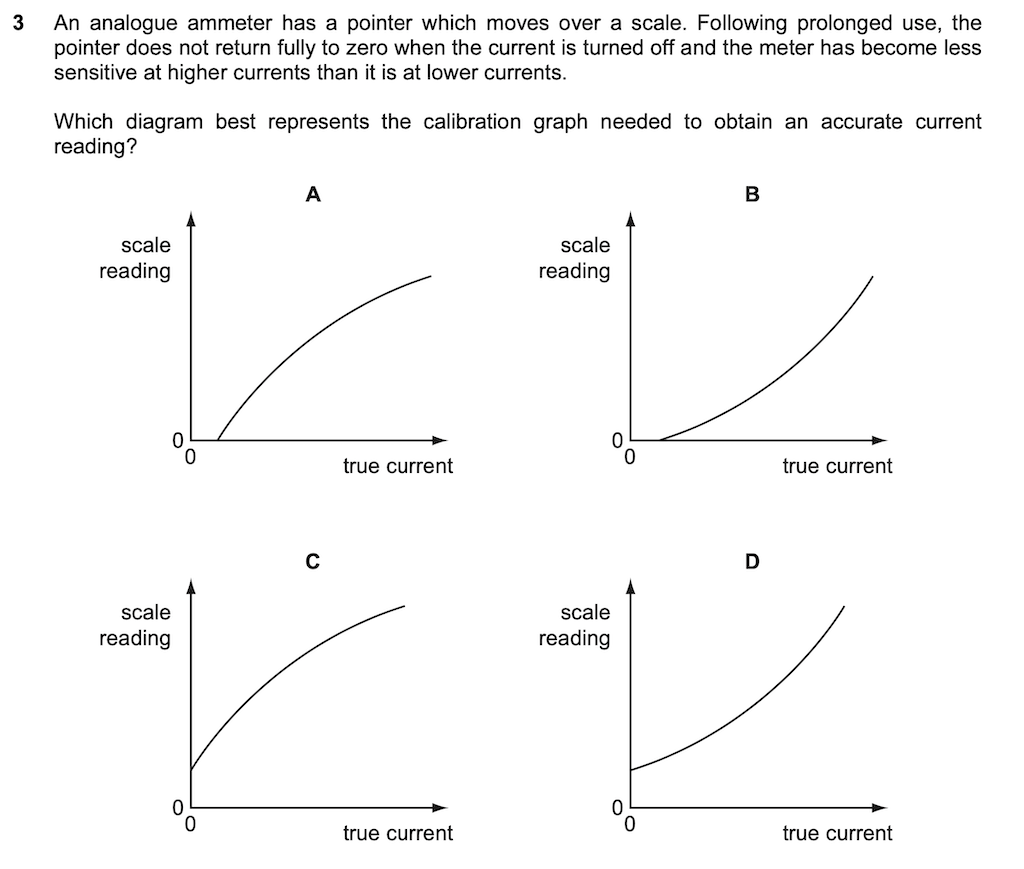 3 An analogue ammeter has a pointer which moves over a scale. Following prolonged use, the
pointer does not return fully to zero when the current is turned off and the meter has become less
sensitive at higher currents than it is at lower currents.
Which diagram best represents the calibration graph needed to obtain an accurate current
reading?
A
scale
reading
0
0
true current
B
scale
reading
0
0
true current
C
scale
reading
0
0
true current
D
scale
reading
0
0
true current